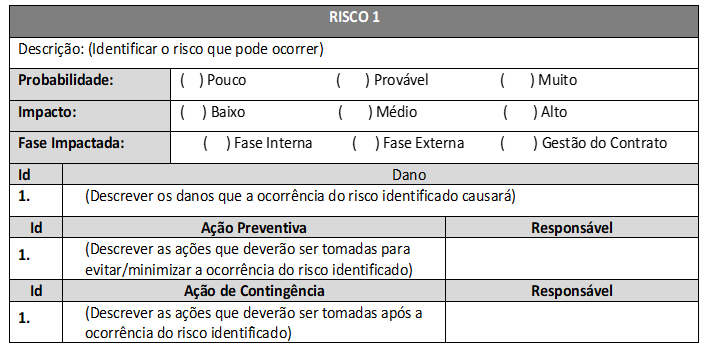 RISCO 1
Descrição: (Identificar o risco que pode ocorrer)
Probabilidade: ( ) Pouco ( ) Provável ( ) Muito
Impacto: ( ) Baixo ( ) Médio ( ) Alto
Fase Impactada: ( ) Fase Interna ( ) Fase Externa ( ) Gestão do Contrato
Id Dano
1. (Descrever os danos que a ocorrência do risco identificado causará)
Id Ação Preventiva Responsável
1. (Descrever as ações que deverão ser tomadas para
evitar/minimizar a ocorrência do risco identificado)
Id Ação de Contingência Responsável
1. (Descrever as ações que deverão ser tomadas após a
ocorrência do risco identificado)